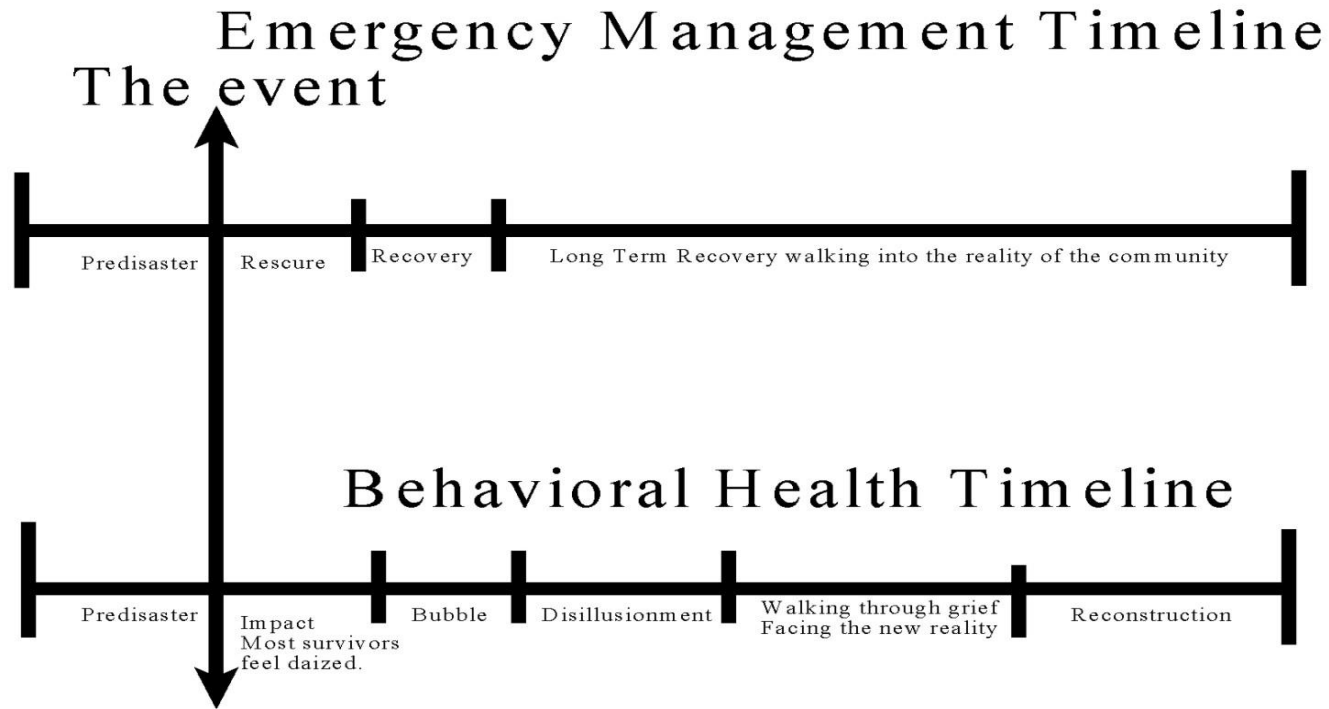 Emergency Management Timeline
The event
Predisaster
Rescure
Recovery
Long Term Recovery walking into the reality of the community
Behavioral Health Timeline
Predisaster
Impact
Most survivors
feel daized.
Bubble
Disillusionment
Walking through grief
Facing the new reality
Reconstruction